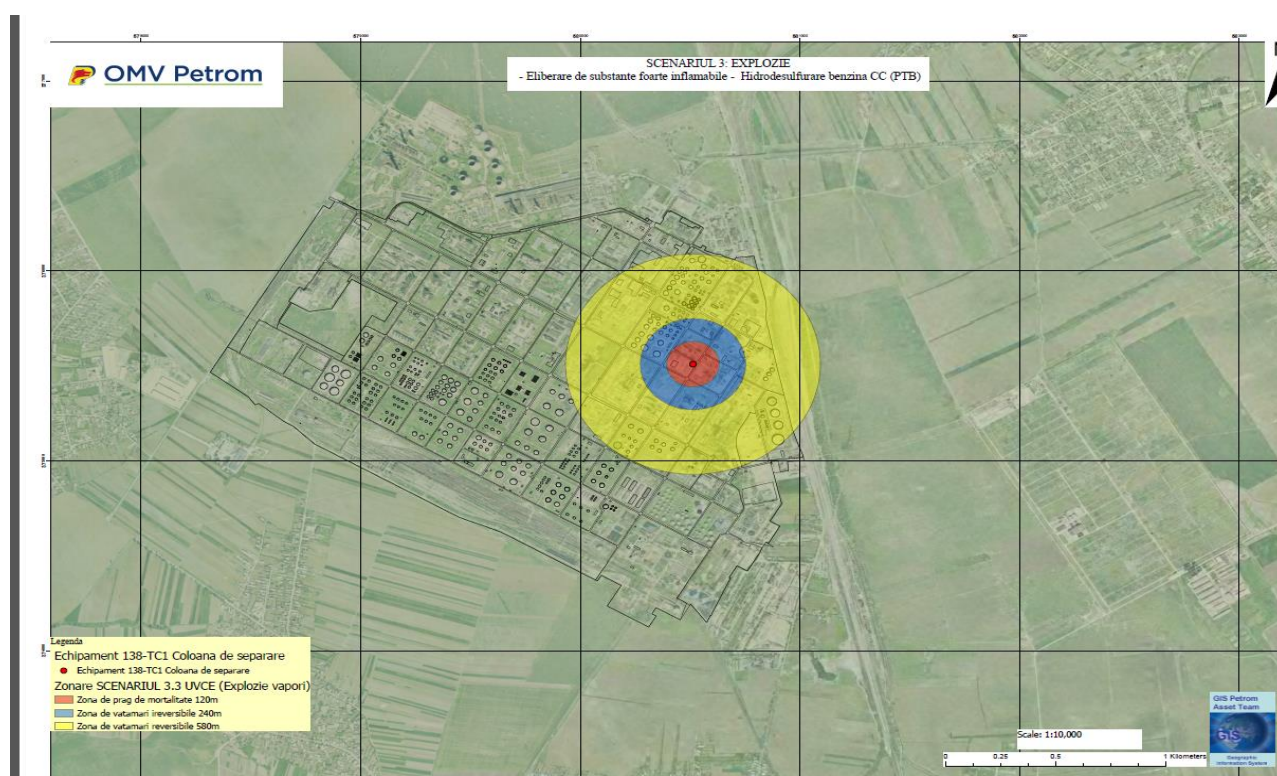 OMV Petrom
SCENARIUL 3: EXPLOZIE
- Eliberare de substante foarte inflamabile - Hidrodesulfurare benzina CC (PTB)
Legenda
Echipament 138-TC1 Coloana de separare
Echipament 138-TC1 Coloana de separare
Zonare SCENARIUL 3.3 UVCE (Explozie vapori)
Zona de prag de mortalitate 120m
Zona de vatamari ireversibile 240m
Zona de vatamari reversibile 580m
Scale: 1:10,000
0 0.25 0.5 1 Kilometers
GIS Petrom
Asset Team
GIS
Geographic
Information System